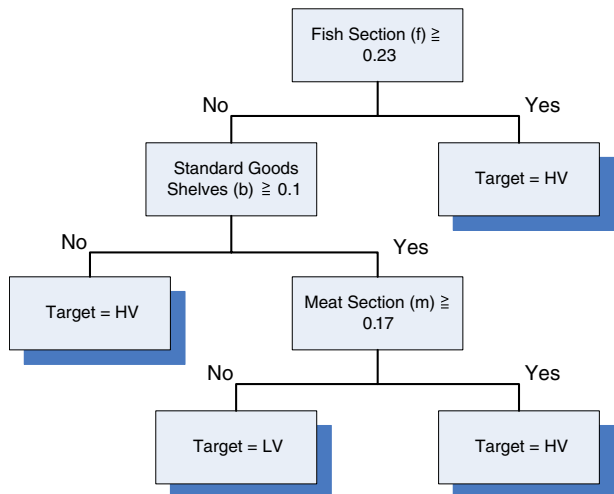 Fish Section (f) ≧
0.23
No
Yes
Standard Goods
Shelves (b) ≧ 0.1
Target = HV
No
Yes
Target = HV
Meat Section (m) ≧
0.17
No
Yes
Target = LV
Target = HV